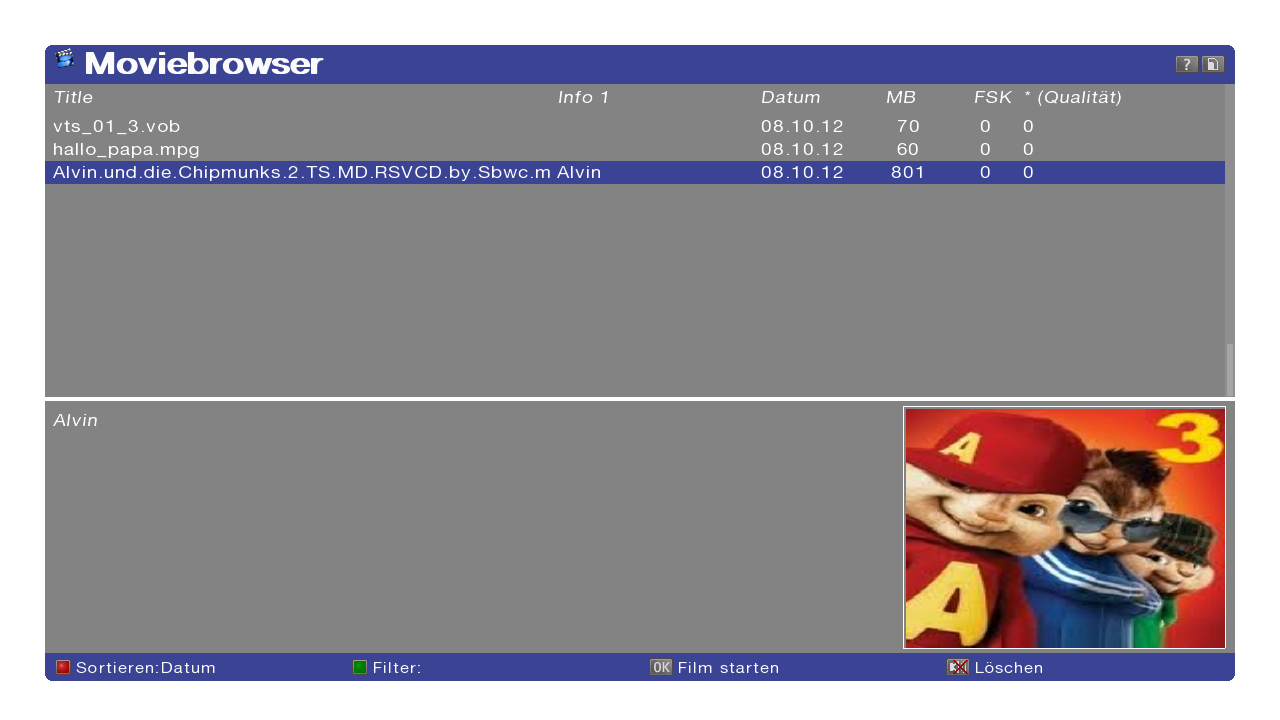 Moviebrowser ?
Title Info 1 Datum MB FSK * (Qualität)
vts_01_3.vob 08.10.12 70 0 0
hallo_papa.mpg 08.10.12 60 0 0
Alvin.und.die.Chipmunks.2.TS.MD.RSVCD.by.Sbwc.m Alvin 08.10.12 801 0 0
Alvin
3
A
A
Sortieren:Datum Filter: OK Film starten Löschen